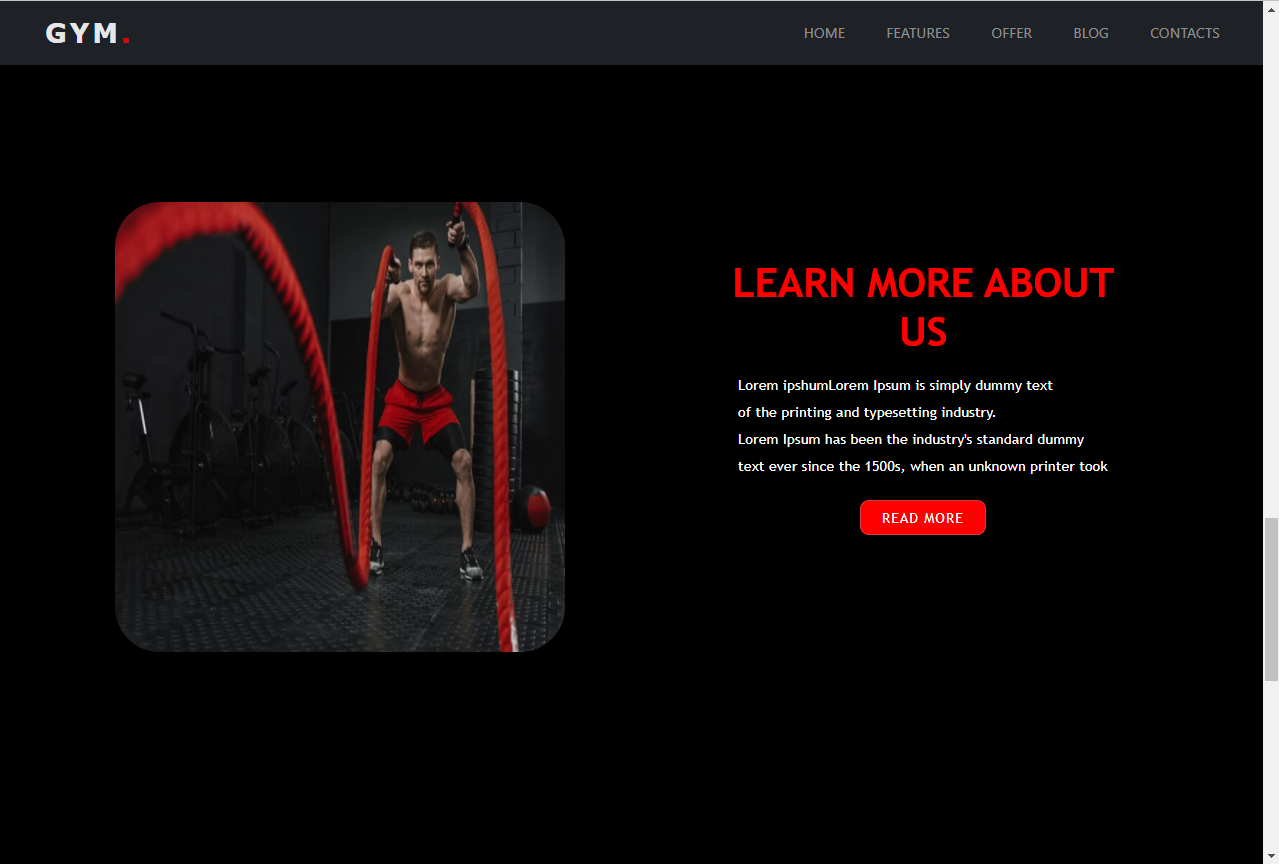 GYM.
HOME FEATURES OFFER BLOG CONTACTS
LEARN MORE ABOUT
US
Lorem ipshumLorem Ipsum is simply dummy text
of the printing and typesetting industry.
Lorem Ipsum has been the industry's standard dummy
text ever since the 1500s, when an unknown printer took
READ MORE